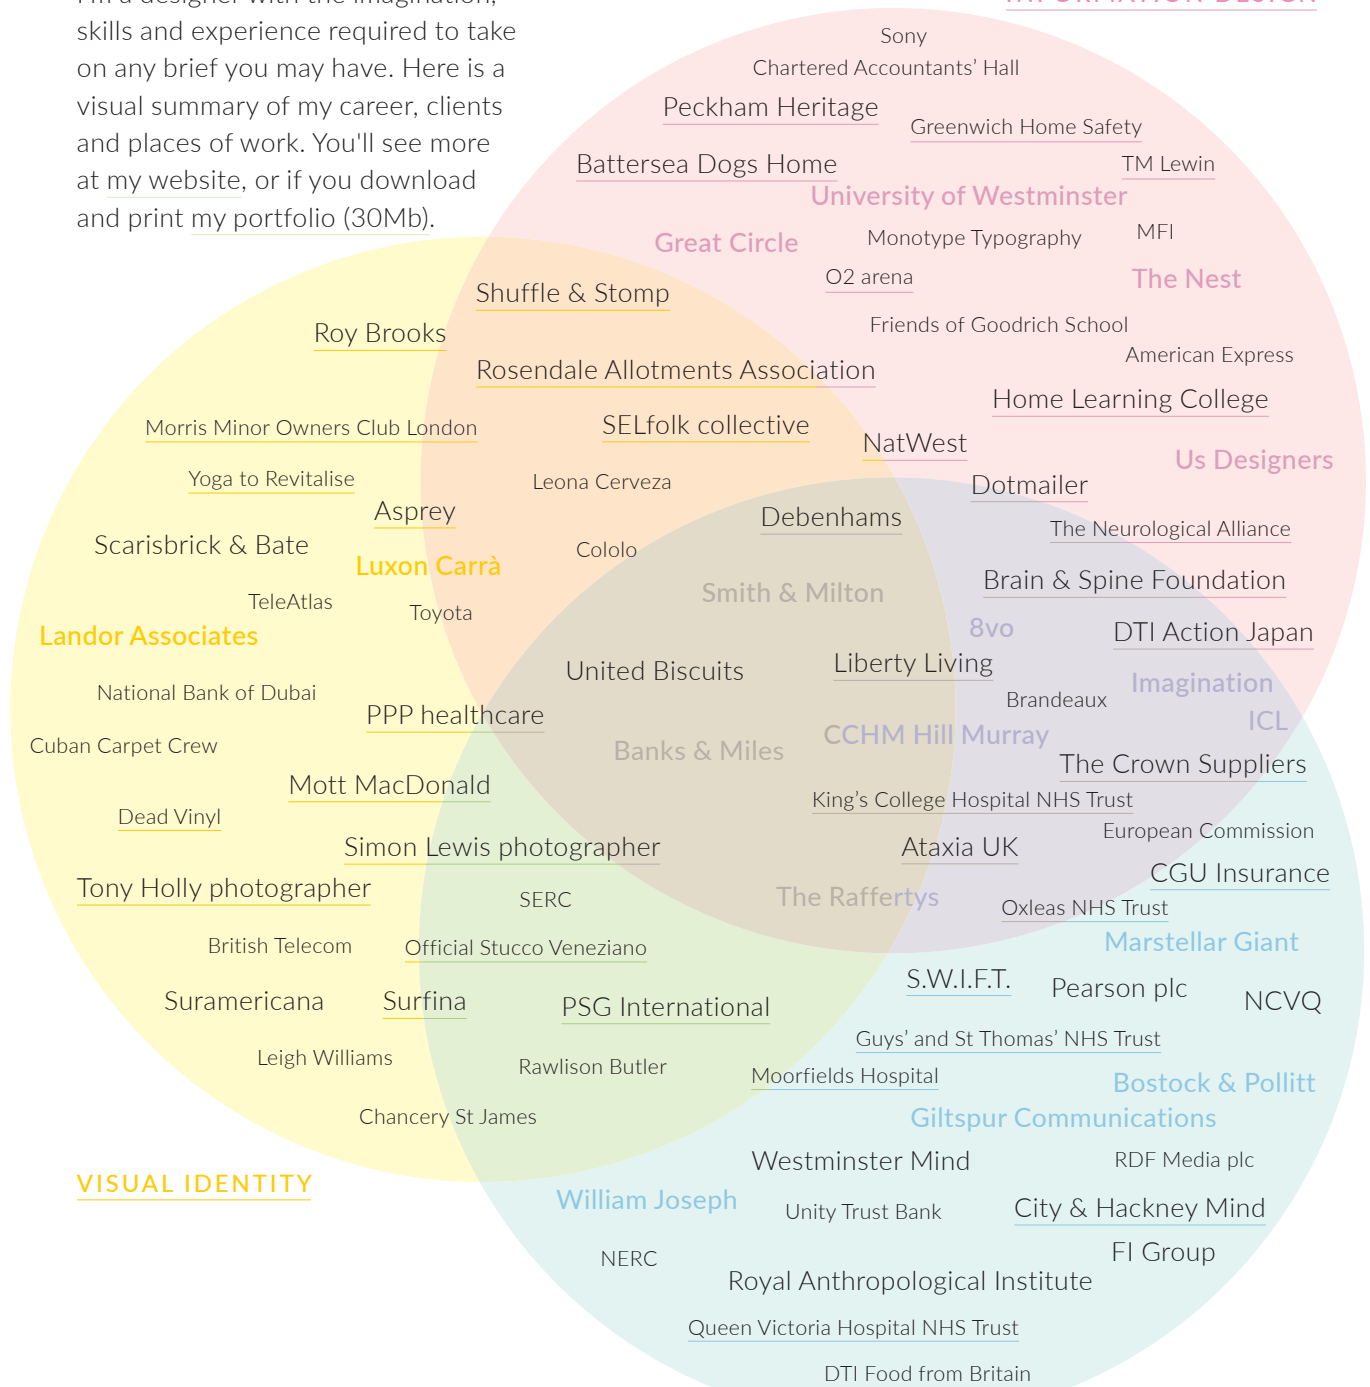 I'm a designer with the imagination,
skills and experience required to take
on any brief you may have. Here is a
visual summary of my career, clients
and places of work. You'll see more
at my website, or if you download
and print my portfolio (30Mb).
INFORMATION DESIGN
Sony
Chartered Accountants’ Hall
Peckham Heritage
Greenwich Home Safety
Battersea Dogs Home
TM Lewin
University of Westminster
Great Circle
Monotype Typography
MFI
O2 arena
The Nest
Shuffle & Stomp
Friends of Goodrich School
Roy Brooks
American Express
Rosendale Allotments Association
Home Learning College
Morris Minor Owners Club London
SELfolk collective
NatWest
Us Designers
Yoga to Revitalise
Leona Cerveza
Dotmailer
Asprey
Debenhams
The Neurological Alliance
Scarisbrick & Bate
Cololo
Luxon Carrà
Smith & Milton
Brain & Spine Foundation
TeleAtlas
Toyota
Landor Associates
8vo
DTI Action Japan
United Biscuits
Liberty Living
National Bank of Dubai
Brandeaux
Imagination
PPP healthcare
ICL
Cuban Carpet Crew
Banks & Miles
CCHM Hill Murray
Mott MacDonald
The Crown Suppliers
Dead Vinyl
King’s College Hospital NHS Trust
European Commission
Simon Lewis photographer
Ataxia UK
CGU Insurance
Tony Holly photographer
SERC
The Raffertys
Oxleas NHS Trust
British Telecom
Official Stucco Veneziano
Marstellar Giant
S.W.I.F.T.
Pearson plc
Suramericana
Surfina
PSG International
NCVQ
Guys’ and St Thomas’ NHS Trust
Leigh Williams
Rawlison Butler
Moorfields Hospital
Bostock & Pollitt
Chancery St James
Giltspur Communications
Westminster Mind
RDF Media plc
VISUAL IDENTITY
William Joseph
Unity Trust Bank
City & Hackney Mind
NERC
FI Group
Royal Anthropological Institute
Queen Victoria Hospital NHS Trust
DTI Food from Britain